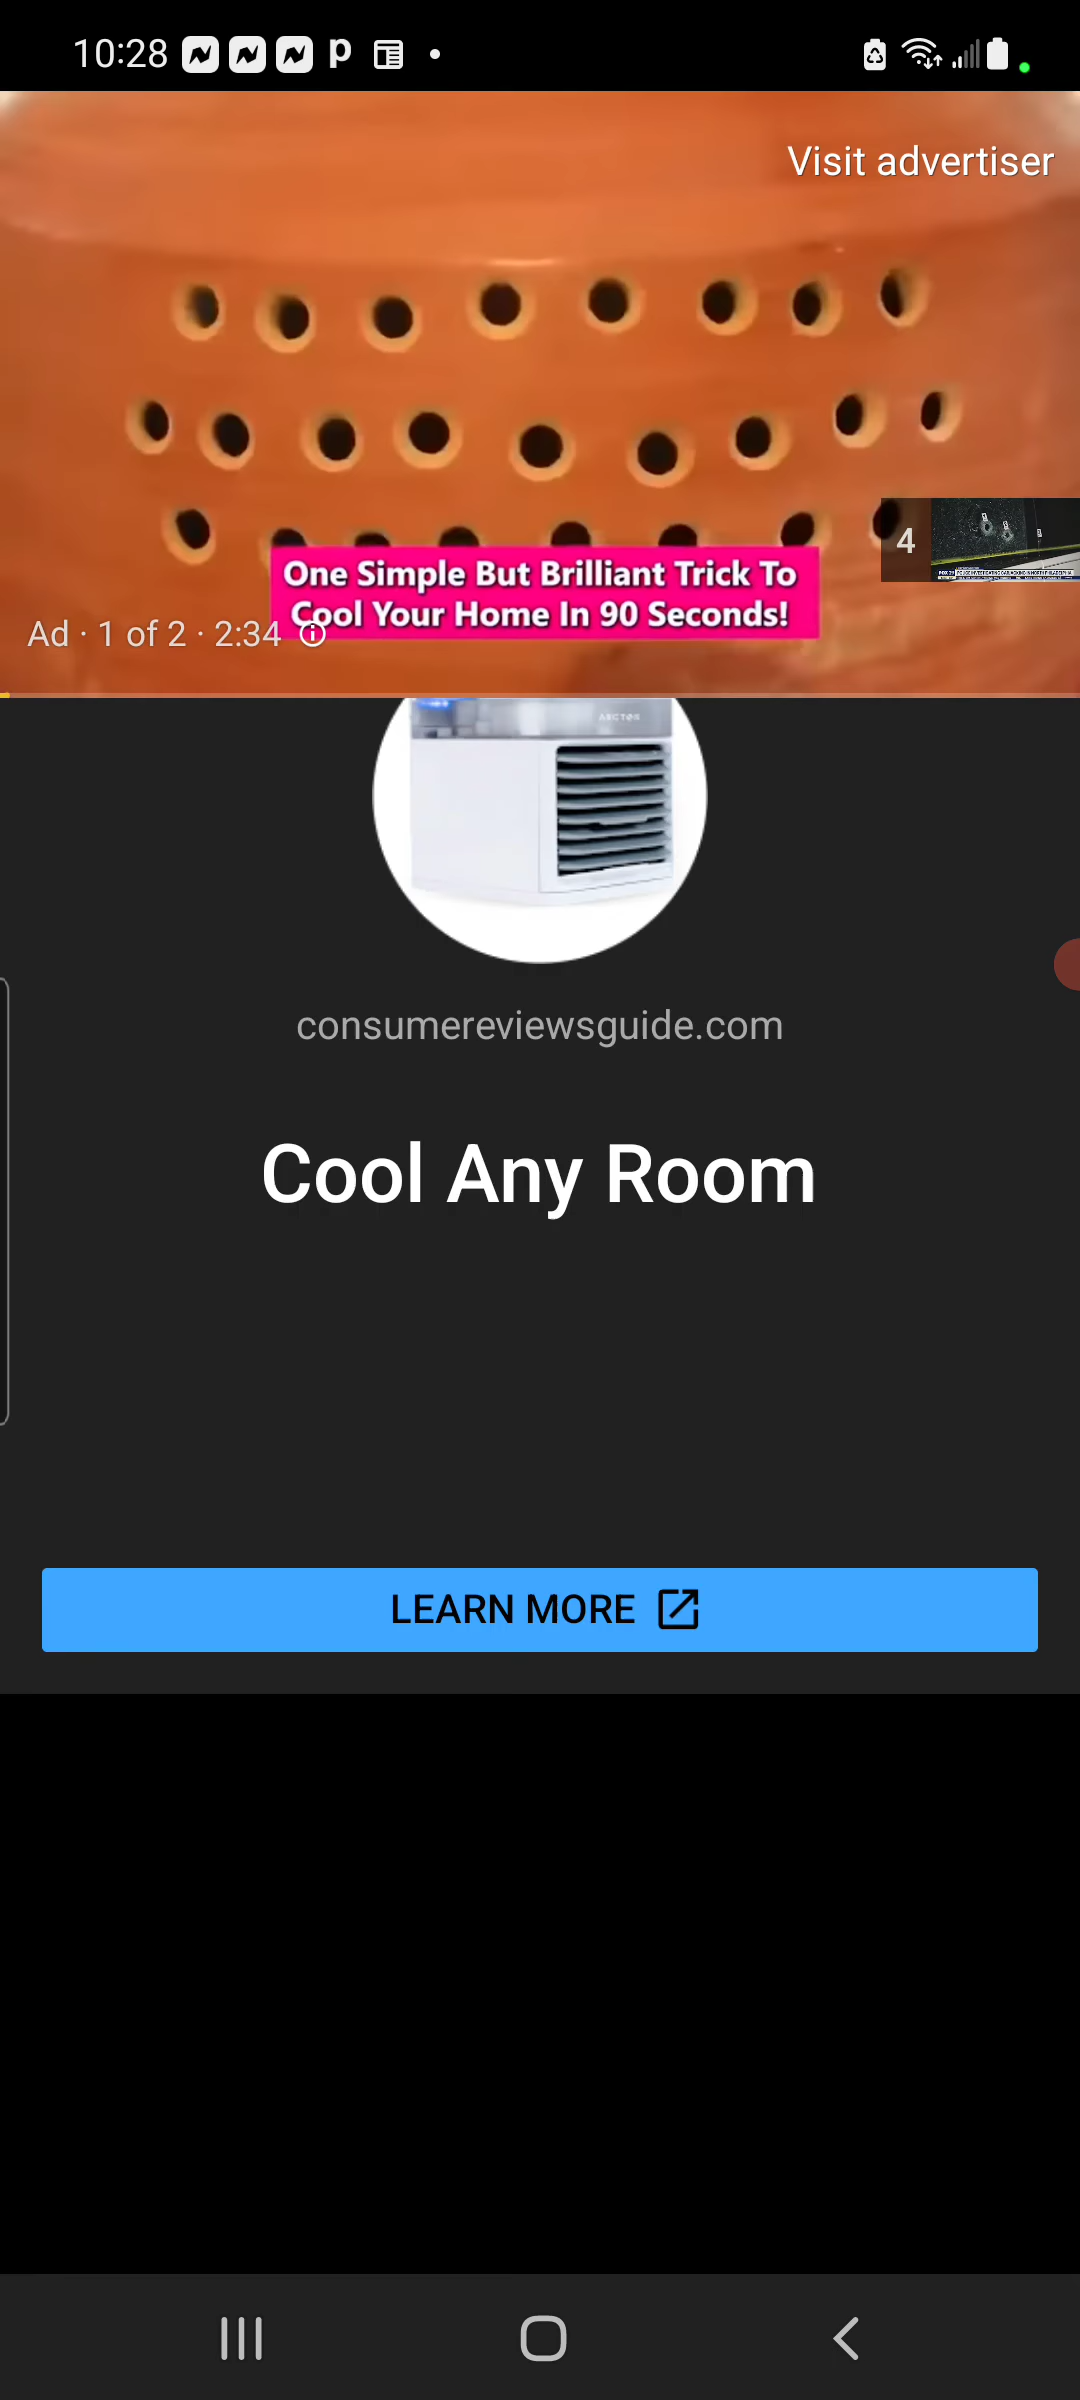 10:28
Visit advertiser
4
One Simple But Brilliant Trick To
Cool Your Home In 90 Seconds!
Ad · 1 of 2 · 2:34
consumereviewsguide.com
Cool Any Room
LEARN MORE